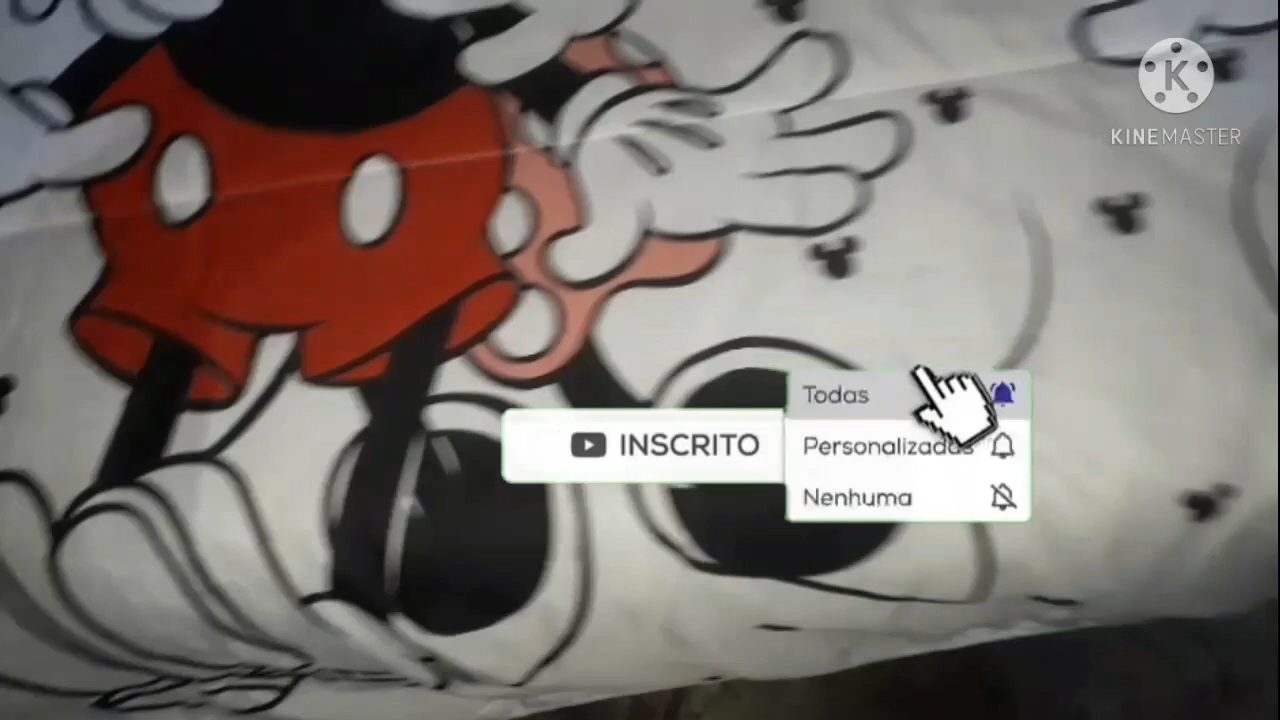 K
KINEMASTER
Todas
INSCRITO
Personalizadas
Nenhuma